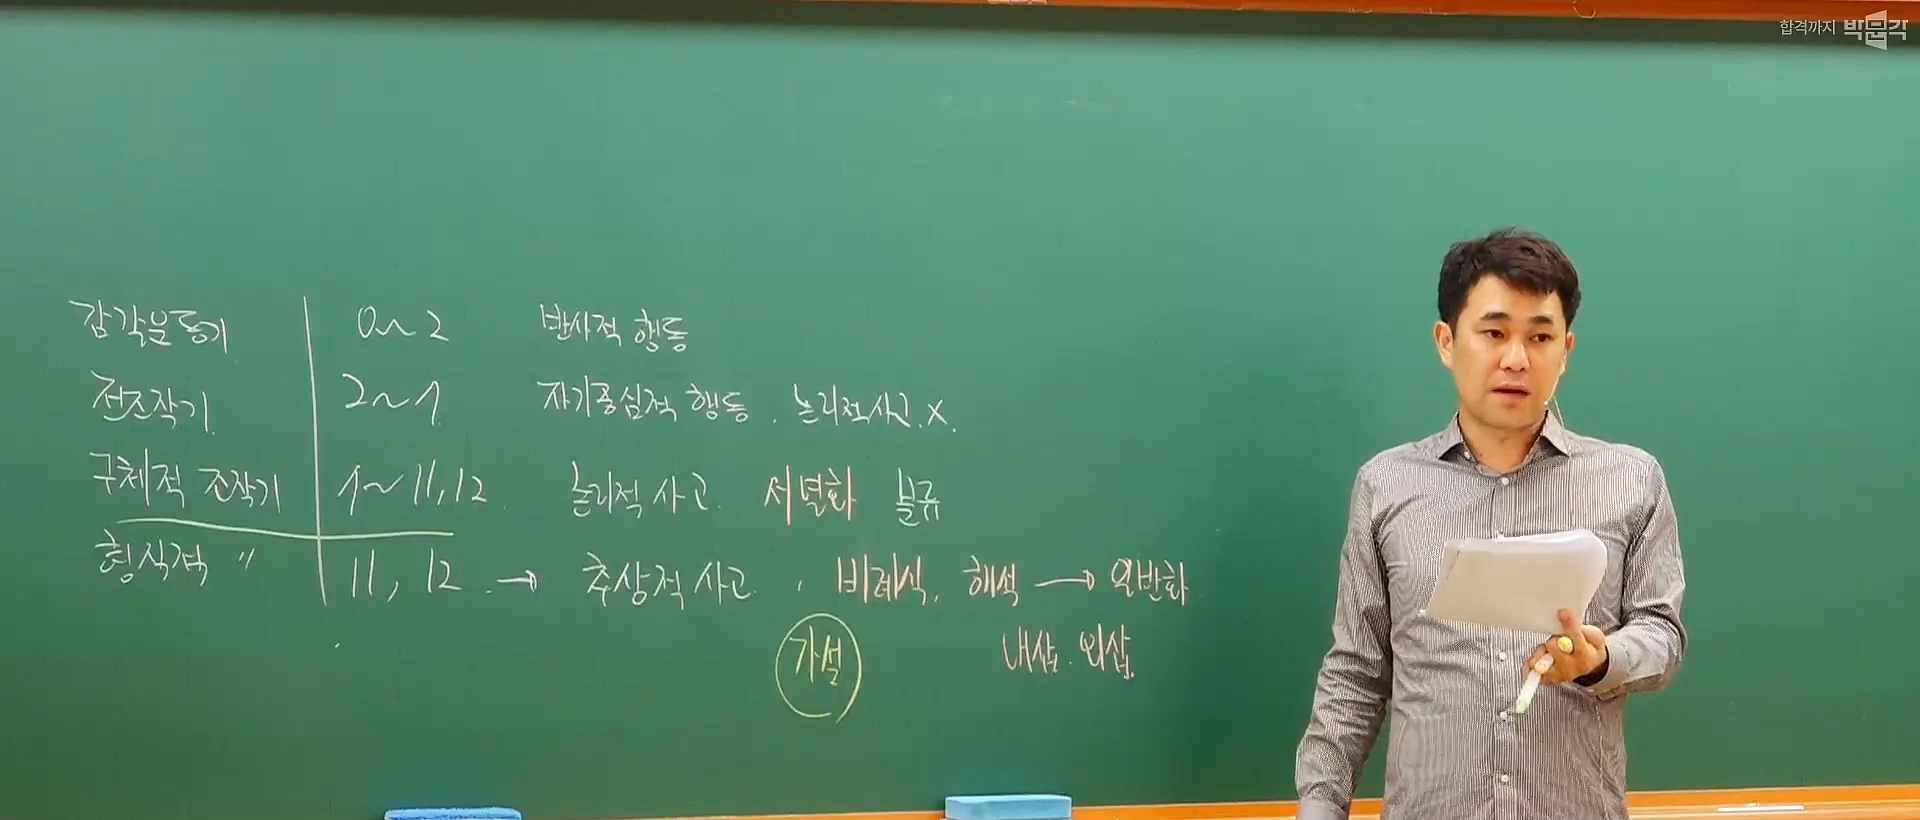 합격까지 박문각
감각운동기 0~2 반사적 행동
전조작기 2~7 자기중심적 행동. 논리적사고.X.
구체적 조작기 7~11,12 논리적 사고. 서열화 분류
형식적 〃 11, 12 → 추상적 사고, 비례식, 해석 → 일반화
가설 내삽. 외삽.